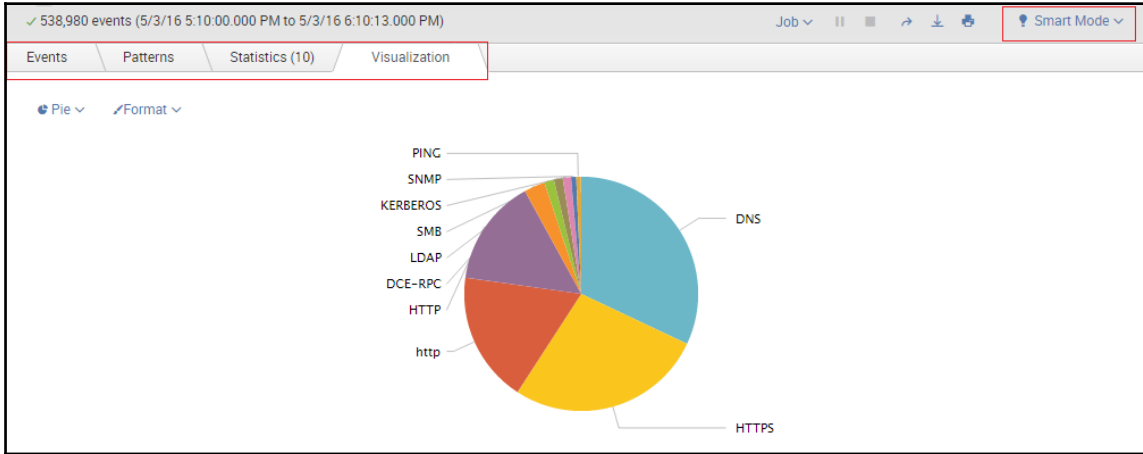 ✓ 538,980 events (5/3/16 5:10:00.000 PM to 5/3/16 6:10:13.000 PM)
Job
Smart Mode
Events
Patterns
Statistics (10)
Visualization
Pie
Format
PING
SNMP
KERBEROS
SMB
LDAP
DCE-RPC
HTTP
http
DNS
HTTPS